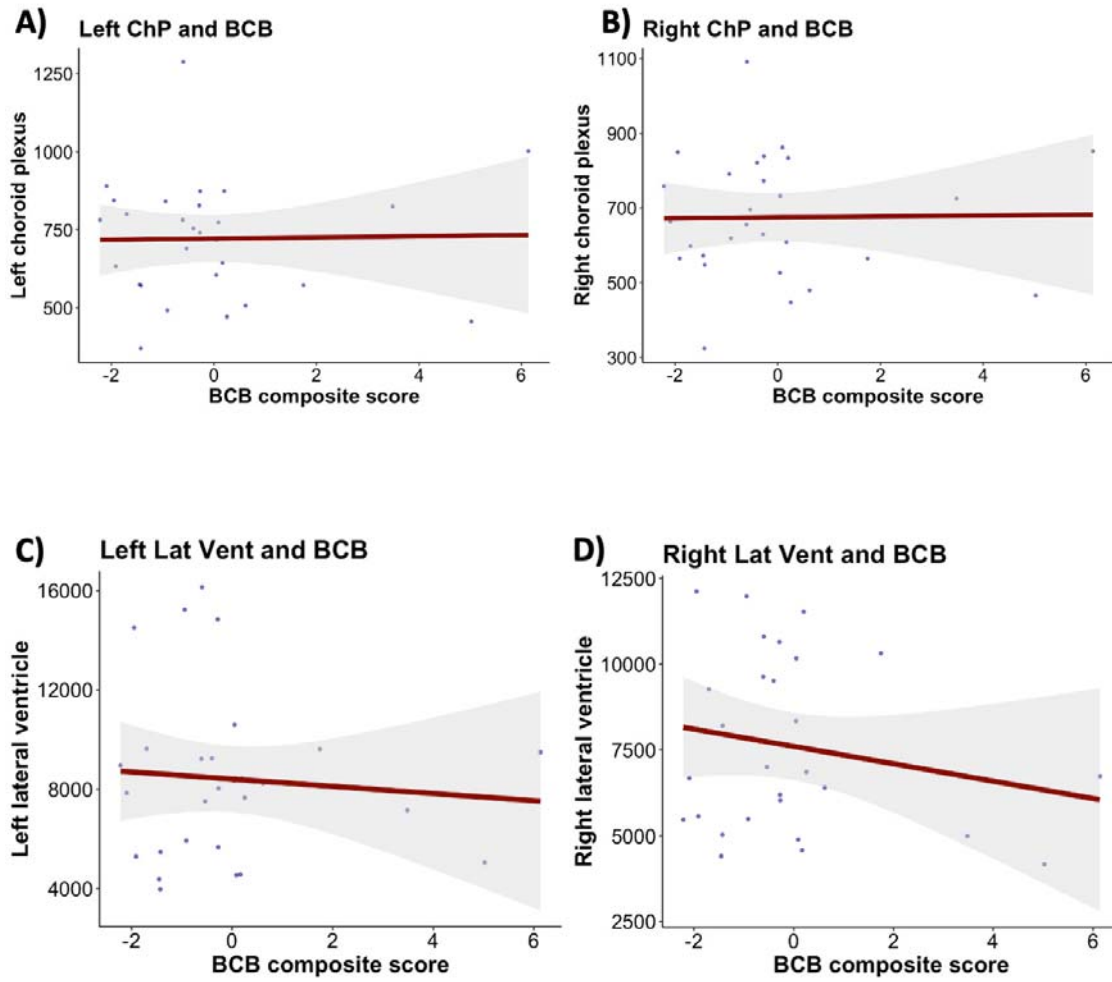 A) Left ChP and BCB
1250
1000
750
500
Left choroid plexus
-2 0 2 4 6
BCB composite score
B) Right ChP and BCB
1100
900
700
500
300
Right choroid plexus
-2 0 2 4 6
BCB composite score
C) Left Lat Vent and BCB
16000
12000
8000
4000
Left lateral ventricle
-2 0 2 4 6
BCB composite score
D) Right Lat Vent and BCB
12500
10000
7500
5000
2500
Right lateral ventricle
-2 0 2 4 6
BCB composite score